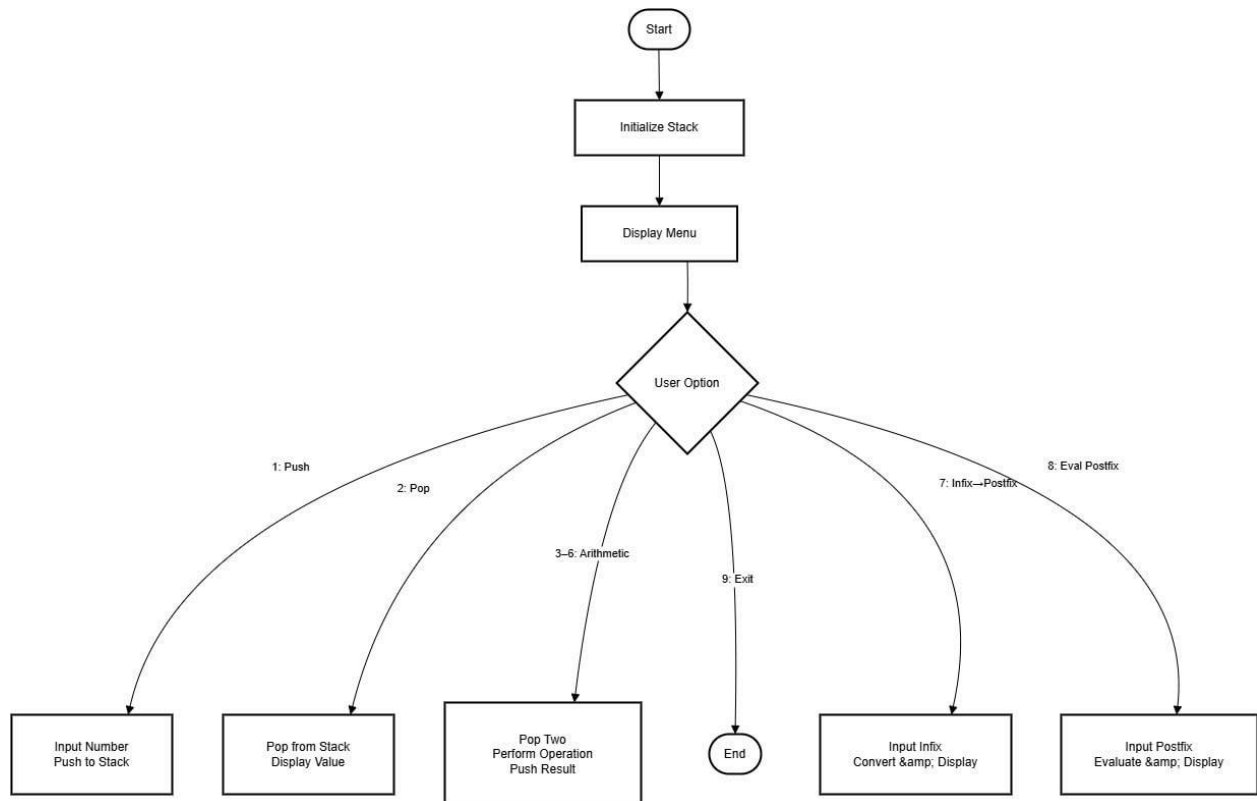 Start
Initialize Stack
Display Menu
User Option
1: Push
2: Pop
3–6: Arithmetic
9: Exit
7: Infix→Postfix
8: Eval Postfix
Input Number
Push to Stack
Pop from Stack
Display Value
Pop Two
Perform Operation
Push Result
End
Input Infix
Convert &amp; Display
Input Postfix
Evaluate &amp; Display